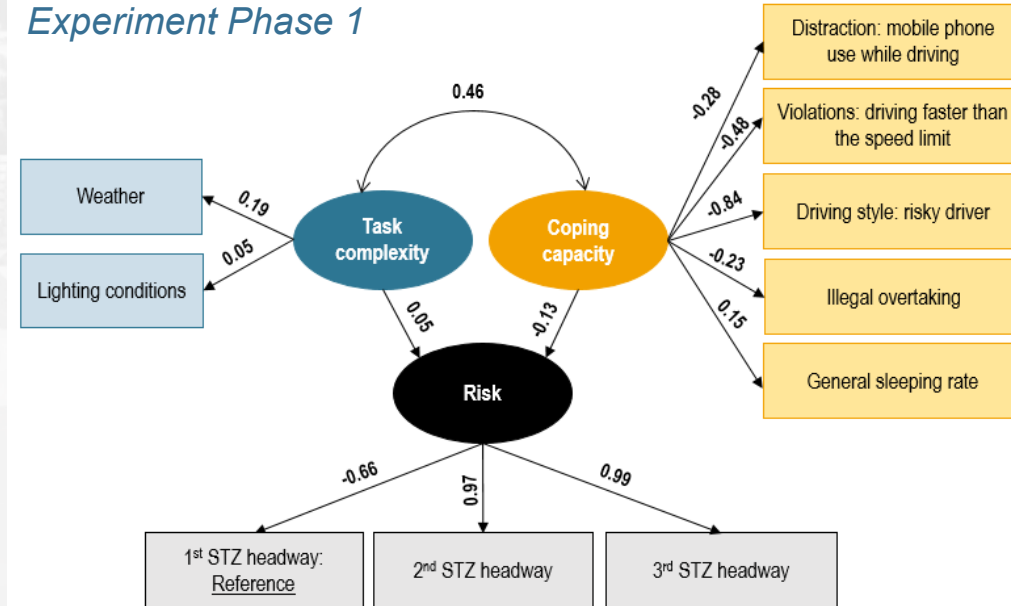 Experiment Phase 1
Distraction: mobile phone
use while driving
0.46
-0.28
Violations: driving faster than
the speed limit
-0.48
Weather
0.19
Task
complexity
Coping
capacity
-0.84
Driving style: risky driver
0.05
Lighting conditions
-0.23
Illegal overtaking
0.15
0.05
-0.13
General sleeping rate
Risk
-0.66
0.97
0.99
1st STZ headway:
Reference
2nd STZ headway
3rd STZ headway